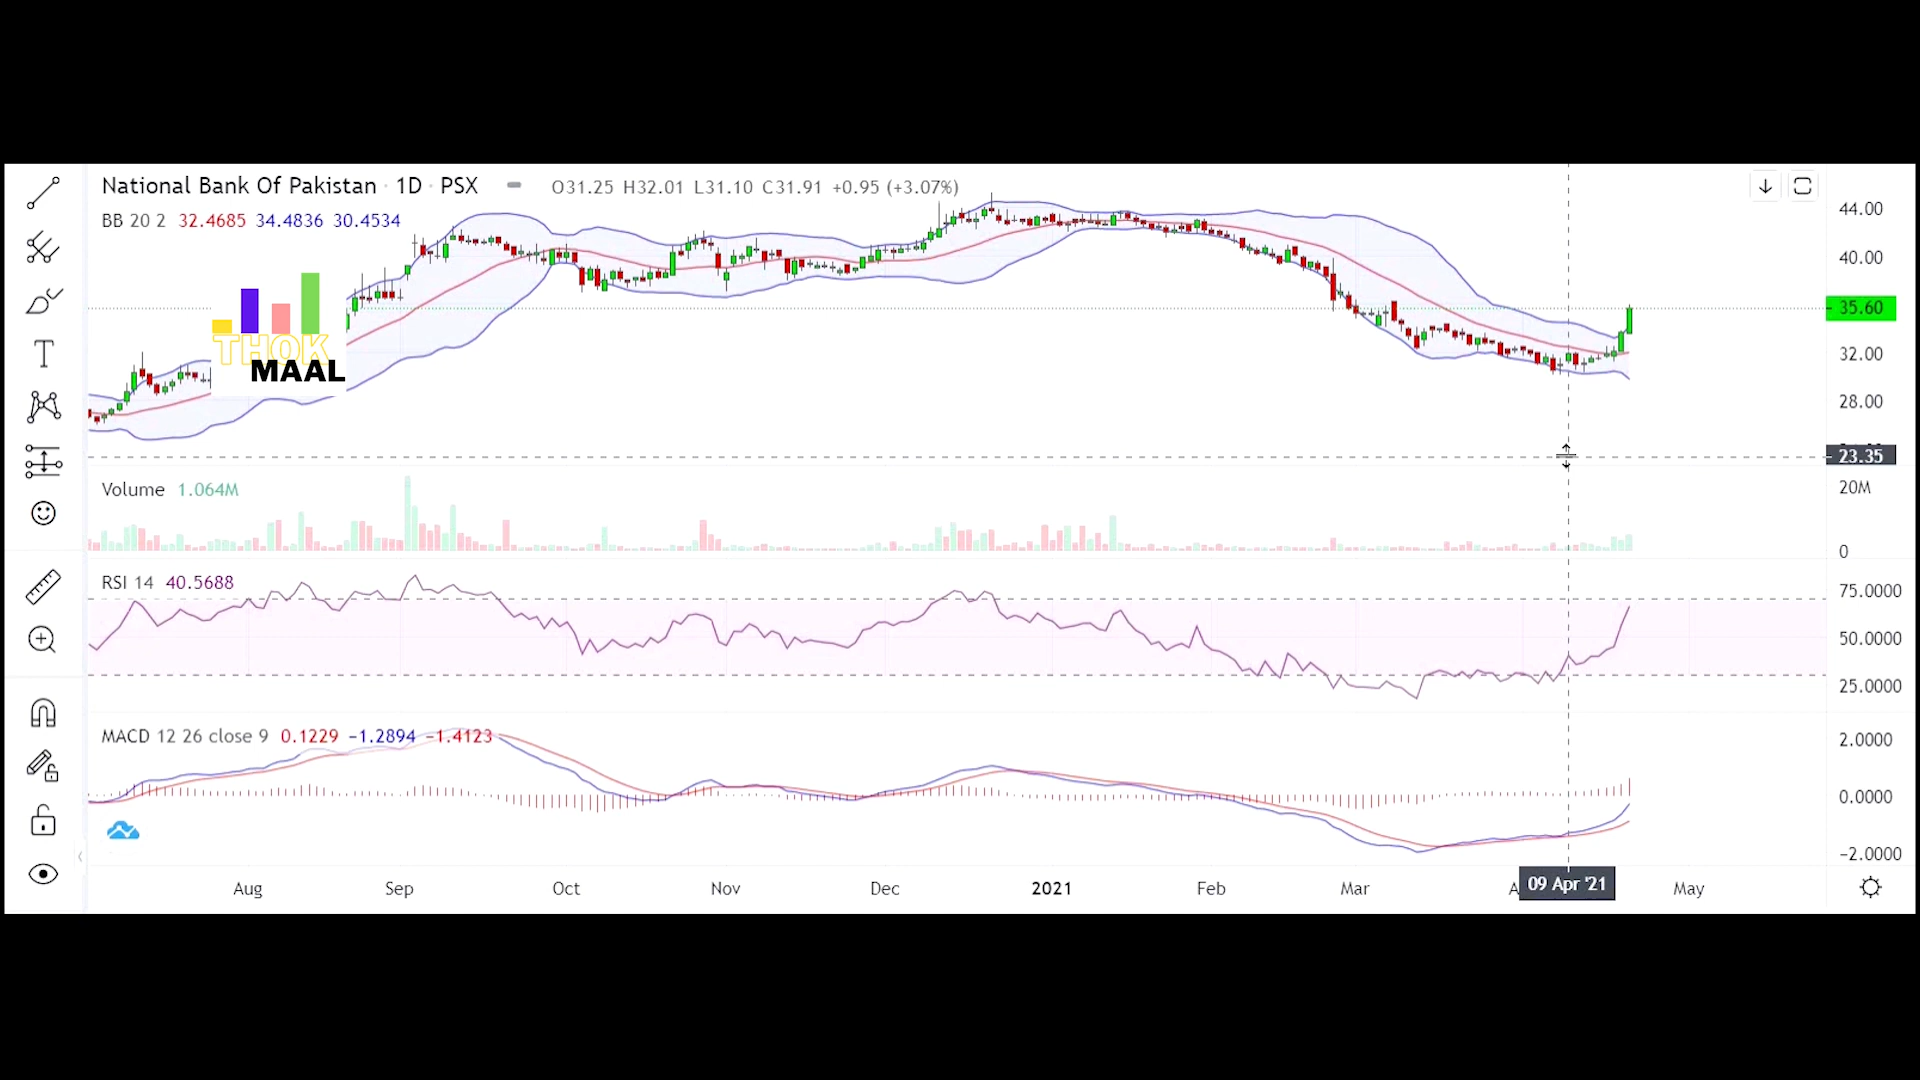 National Bank Of Pakistan · 1D · PSX O31.25 H32.01 L31.10 C31.91 +0.95 (+3.07%)
BB 20 2 32.4685 34.4836 30.4534
44.00
40.00
35.60
32.00
28.00
23.35
THOK
MAAL
Volume 1.064M
20M
0
RSI 14 40.5688
75.0000
50.0000
25.0000
MACD 12 26 close 9 0.1229 −1.2894 −1.4123
2.0000
0.0000
−2.0000
Aug Sep Oct Nov Dec 2021 Feb Mar 09 Apr '21 May